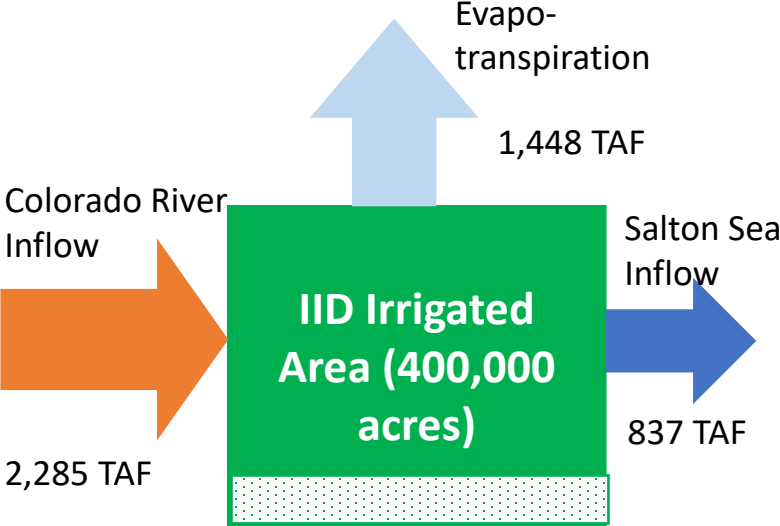 Evapo-
transpiration
1,448 TAF
Colorado River
Inflow
2,285 TAF
IID Irrigated
Area (400,000
acres)
Salton Sea
Inflow
837 TAF